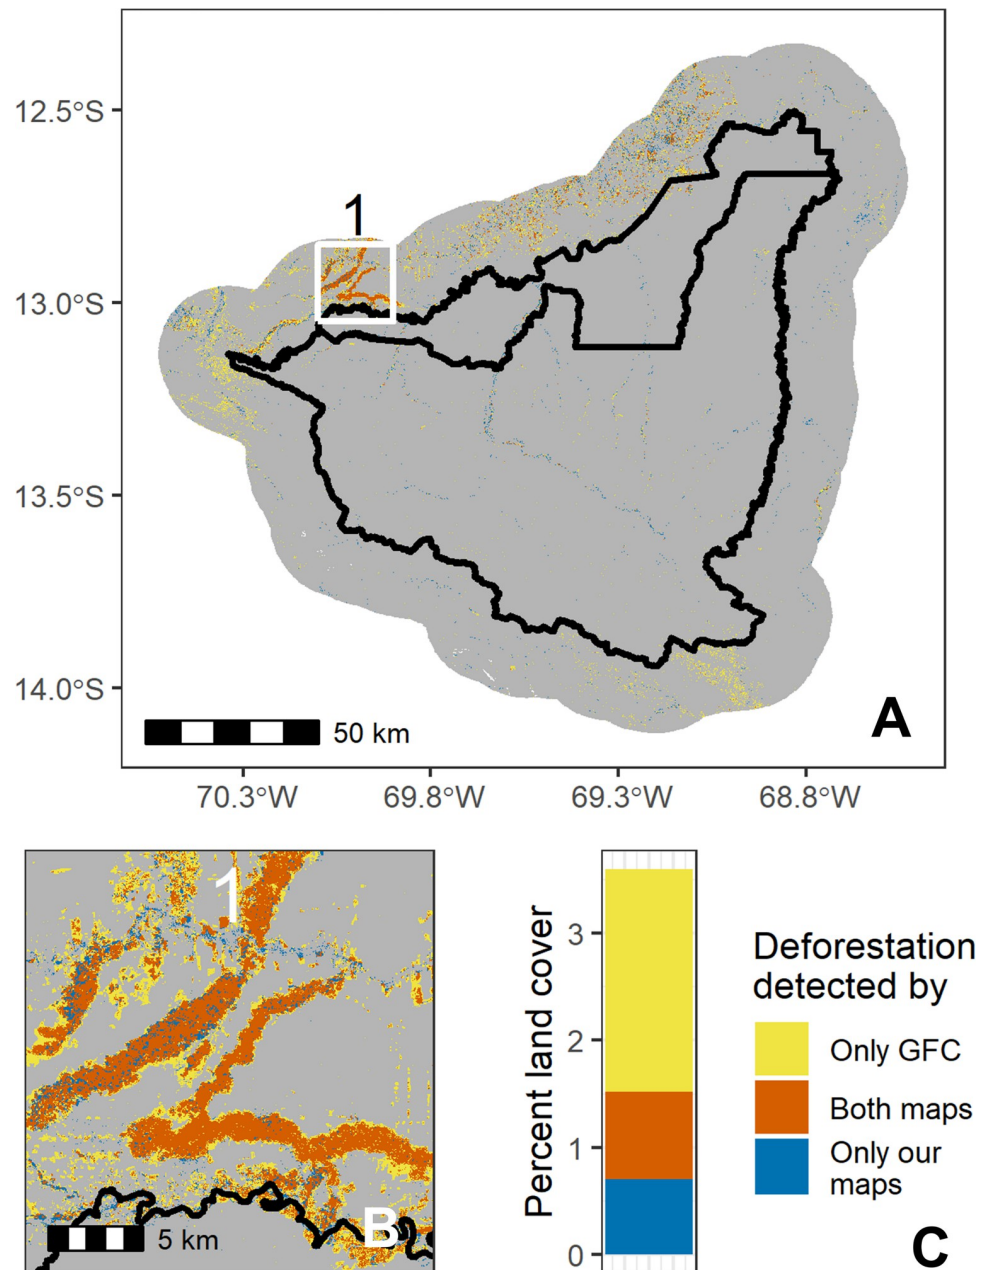 12.5°S
1
13.0°S
13.5°S
14.0°S
50 km
A
70.3°W
69.8°W
69.3°W
68.8°W
1
5 km
B
Percent land cover
3
2
1
0
Deforestation
detected by
Only GFC
Both maps
Only our
maps
C